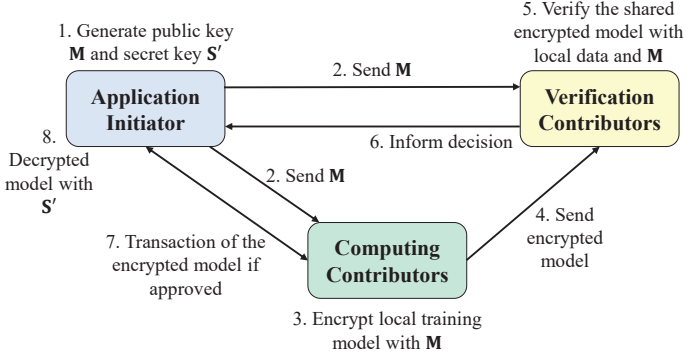 1. Generate public key
M and secret key S′
5. Verify the shared
encrypted model with
local data and M
2. Send M
Application
Initiator
Verification
Contributors
6. Inform decision
8.
Decrypted
model with
S′
2. Send M
7. Transaction of the
encrypted model if
approved
Computing
Contributors
4. Send
encrypted
model
3. Encrypt local training
model with M